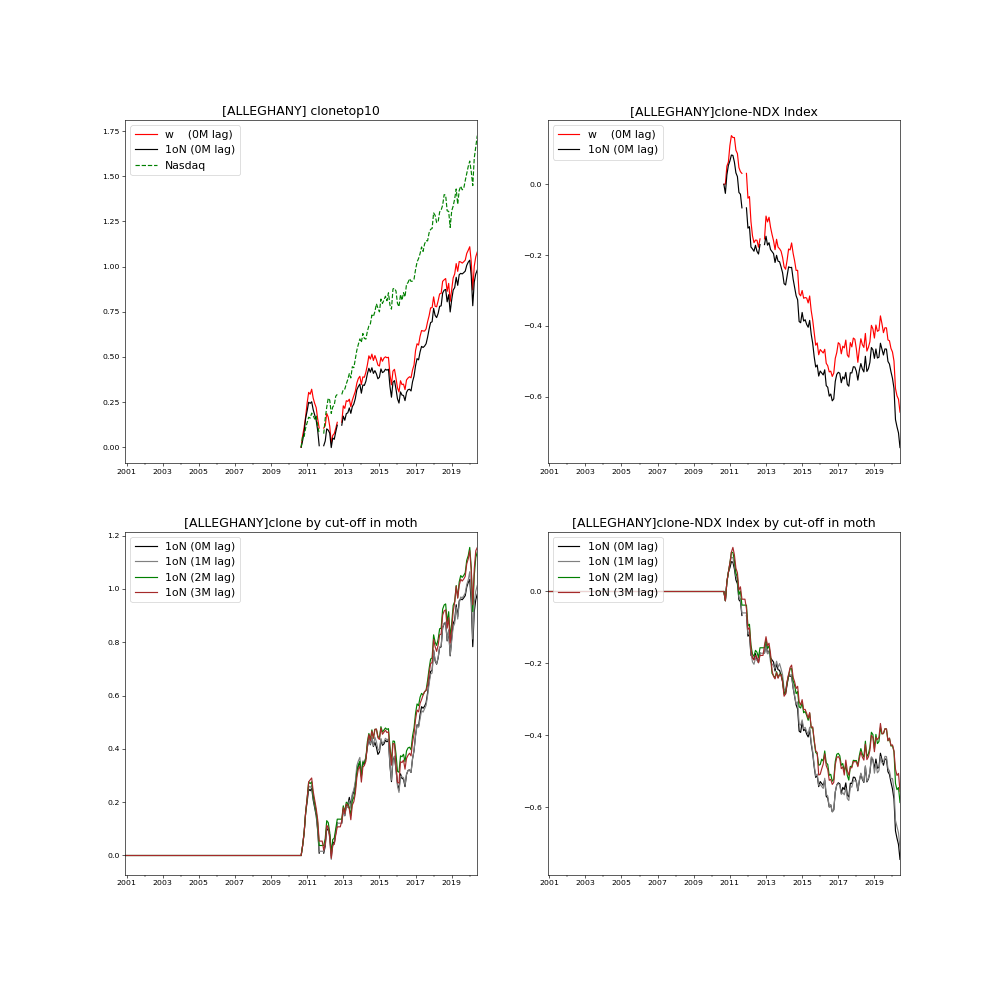 [ALLEGHANY] clonetop10
w (0M lag)
1oN (0M lag)
Nasdaq
1.75
1.50
1.25
1.00
0.75
0.50
0.25
0.00
2001 2003 2005 2007 2009 2011 2013 2015 2017 2019
[ALLEGHANY]clone-NDX Index
w (0M lag)
1oN (0M lag)
0.0
−0.2
−0.4
−0.6
2001 2003 2005 2007 2009 2011 2013 2015 2017 2019
[ALLEGHANY]clone by cut-off in moth
1oN (0M lag)
1oN (1M lag)
1oN (2M lag)
1oN (3M lag)
1.2
1.0
0.8
0.6
0.4
0.2
0.0
2001 2003 2005 2007 2009 2011 2013 2015 2017 2019
[ALLEGHANY]clone-NDX Index by cut-off in moth
1oN (0M lag)
1oN (1M lag)
1oN (2M lag)
1oN (3M lag)
0.0
−0.2
−0.4
−0.6
2001 2003 2005 2007 2009 2011 2013 2015 2017 2019